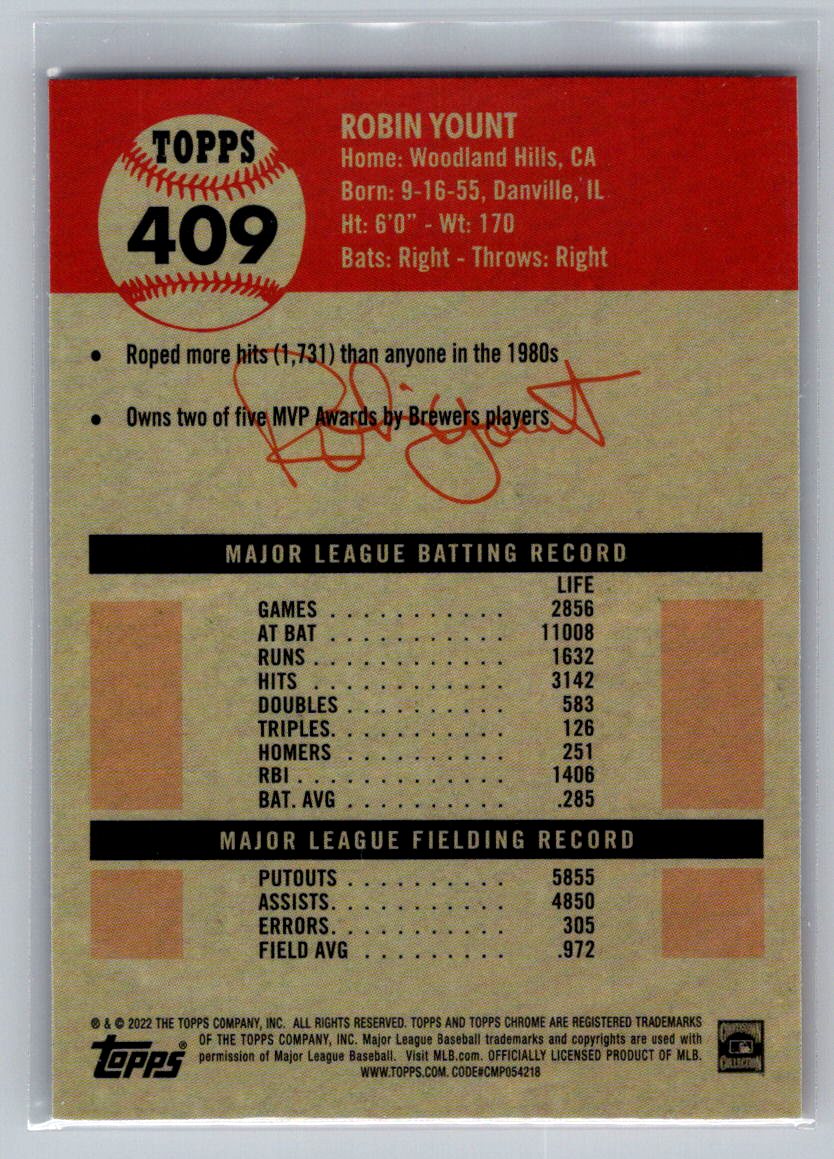 TOPPS
409
ROBIN YOUNT
Home: Woodland Hills, CA
Born: 9-16-55, Danville, IL
Ht: 6'0" - Wt: 170
Bats: Right - Throws: Right
• Roped more hits (1,731) than anyone in the 1980s
• Owns two of five MVP Awards by Brewers players
Robin Yount
MAJOR LEAGUE BATTING RECORD
LIFE
GAMES . . . . . . . . . . . 2856
AT BAT . . . . . . . . . . . 11008
RUNS . . . . . . . . . . . . 1632
HITS . . . . . . . . . . . . 3142
DOUBLES . . . . . . . . . . 583
TRIPLES. . . . . . . . . . . 126
HOMERS . . . . . . . . . . 251
RBI . . . . . . . . . . . . . 1406
BAT. AVG . . . . . . . . . .285
MAJOR LEAGUE FIELDING RECORD
PUTOUTS . . . . . . . . . . 5855
ASSISTS. . . . . . . . . . . 4850
ERRORS. . . . . . . . . . . 305
FIELD AVG . . . . . . . . . .972
® & © 2022 THE TOPPS COMPANY, INC. ALL RIGHTS RESERVED. TOPPS AND TOPPS CHROME ARE REGISTERED TRADEMARKS
OF THE TOPPS COMPANY, INC. Major League Baseball trademarks and copyrights are used with
permission of Major League Baseball. Visit MLB.com. OFFICIALLY LICENSED PRODUCT OF MLB.
WWW.TOPPS.COM. CODE#CMP054218
Topps®
COOPERSTOWN
COLLECTION